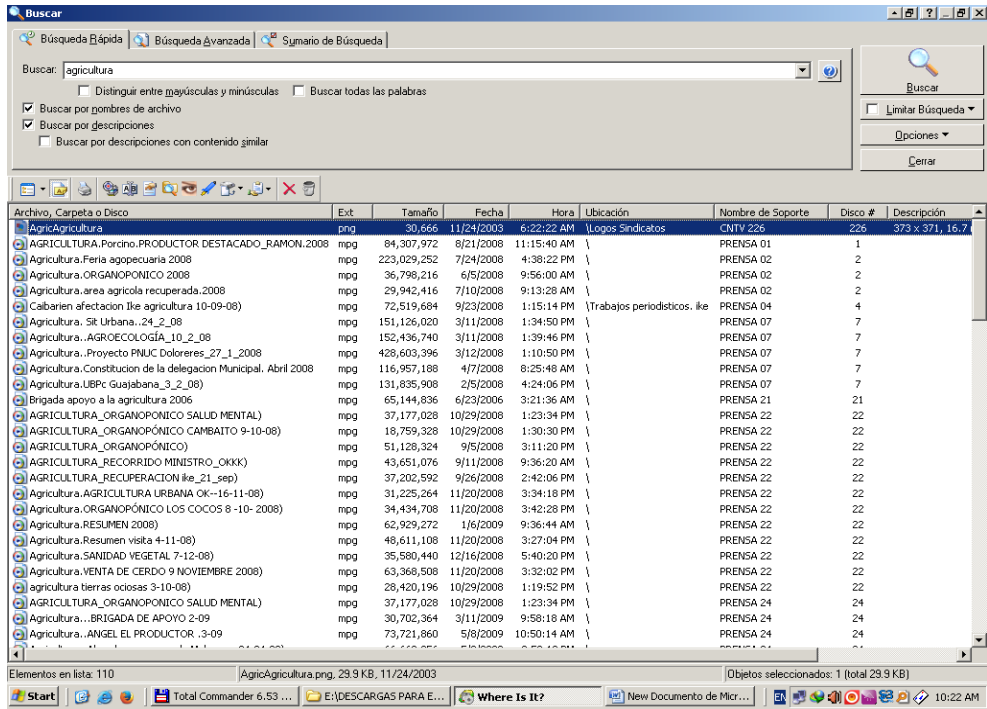 Buscar
Búsqueda Rápida Búsqueda Avanzada Sumario de Búsqueda
Buscar: agricultura
Distinguir entre mayúsculas y minúsculas Buscar todas las palabras
Buscar por nombres de archivo
Buscar por descripciones
Buscar por descripciones con contenido similar
Buscar
Limitar Búsqueda
Opciones
Cerrar
Archivo, Carpeta o Disco Ext Tamaño Fecha Hora Ubicación Nombre de Soporte Disco # Descripción
AgricAgricultura png 30,666 11/24/2003 6:22:22 AM \Logos Sindicatos CNTV 226 226 373 x 371, 16.7
AGRICULTURA.Porcino.PRODUCTOR DESTACADO_RAMON.2008 mpg 84,307,972 8/21/2008 11:15:40 AM \ PRENSA 01 1
Agricultura.Feria agopecuaria 2008 mpg 223,029,252 7/24/2008 4:38:22 PM \ PRENSA 02 2
Agricultura.ORGANOPONICO 2008 mpg 36,798,216 6/5/2008 9:56:00 AM \ PRENSA 02 2
Agricultura.area agricola recuperada.2008 mpg 29,942,416 7/10/2008 9:13:28 AM \ PRENSA 02 2
Caibarien afectacion Ike agricultura 10-09-08) mpg 72,519,684 9/23/2008 1:15:14 PM \Trabajos periodisticos. ike PRENSA 04 4
Agricultura. Sit Urbana..24_2_08 mpg 151,126,020 3/11/2008 1:34:50 PM \ PRENSA 07 7
Agricultura..AGROECOLOGÍA_10_2_08 mpg 152,436,740 3/11/2008 1:39:46 PM \ PRENSA 07 7
Agricultura..Proyecto PNUC Doloreres_27_1_2008 mpg 428,603,396 3/12/2008 1:10:50 PM \ PRENSA 07 7
Agricultura.Constitucion de la delegacion Municipal. Abril 2008 mpg 116,957,188 4/7/2008 8:25:48 AM \ PRENSA 07 7
Agricultura.UBPc Guajabana_3_2_08) mpg 131,835,908 2/5/2008 4:24:06 PM \ PRENSA 07 7
Brigada apoyo a la agricultura 2006 mpg 65,144,836 6/23/2006 3:21:36 AM \ PRENSA 21 21
AGRICULTURA_ORGANOPONICO SALUD MENTAL) mpg 37,177,028 10/29/2008 1:23:34 PM \ PRENSA 22 22
AGRICULTURA_ORGANOPÓNICO CAMBAITO 9-10-08) mpg 18,759,328 10/29/2008 1:30:30 PM \ PRENSA 22 22
AGRICULTURA_ORGANOPÓNICO) mpg 51,128,324 9/5/2008 3:11:20 PM \ PRENSA 22 22
AGRICULTURA_RECORRIDO MINISTRO_OKKK) mpg 43,651,076 9/11/2008 9:36:20 AM \ PRENSA 22 22
AGRICULTURA_RECUPERACION ike_21_sep) mpg 37,202,592 9/26/2008 2:42:06 PM \ PRENSA 22 22
Agricultura.AGRICULTURA URBANA OK--16-11-08) mpg 31,225,264 11/20/2008 3:34:18 PM \ PRENSA 22 22
Agricultura.ORGANOPÓNICO LOS COCOS 8 -10- 2008) mpg 34,434,708 11/20/2008 3:42:28 PM \ PRENSA 22 22
Agricultura.RESUMEN 2008) mpg 62,929,272 1/6/2009 9:36:44 AM \ PRENSA 22 22
Agricultura.Resumen visita 4-11-08) mpg 48,611,108 11/20/2008 3:27:04 PM \ PRENSA 22 22
Agricultura.SANIDAD VEGETAL 7-12-08) mpg 35,580,440 12/16/2008 5:40:20 PM \ PRENSA 22 22
Agricultura.VENTA DE CERDO 9 NOVIEMBRE 2008) mpg 63,368,508 11/20/2008 3:32:02 PM \ PRENSA 22 22
agricultura tierras ociosas 3-10-08) mpg 28,420,196 10/29/2008 1:19:52 PM \ PRENSA 22 22
AGRICULTURA_ORGANOPONICO SALUD MENTAL) mpg 37,177,028 10/29/2008 1:23:34 PM \ PRENSA 24 24
Agricultura...BRIGADA DE APOYO 2-09 mpg 30,702,364 3/11/2009 9:58:18 AM \ PRENSA 24 24
Agricultura..ANGEL EL PRODUCTOR .3-09 mpg 73,721,860 5/8/2009 10:50:14 AM \ PRENSA 24 24
Elementos en lista: 110 AgricAgricultura.png, 29.9 KB, 11/24/2003 Objetos seleccionados: 1 (total 29.9 KB)
Start Total Commander 6.53 ... E:\DESCARGAS PARA E... Where Is It? New Documento de Micr... EN 10:22 AM